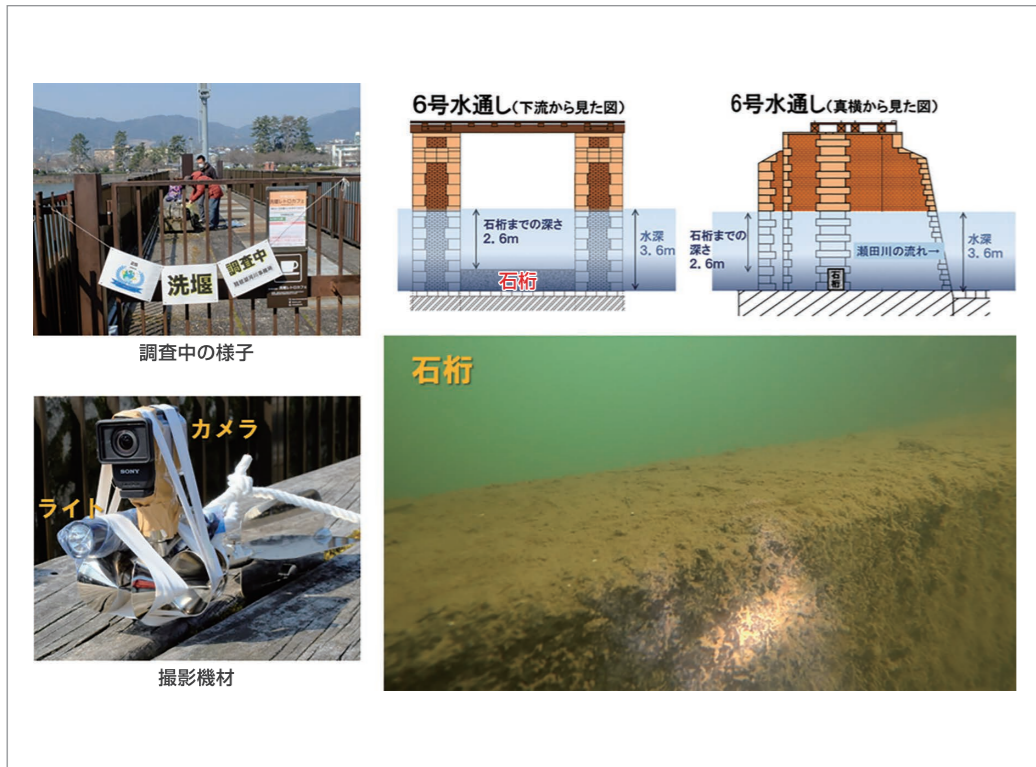 洗堰
調査中
調査中の様子
カメラ
SONY
ライト
撮影機材
6号水通し(下流から見た図)
石桁までの深さ
2.6m
水深
3.6m
石桁
6号水通し(真横から見た図)
石桁までの
深さ
2.6m
瀬田川の流れ→
水深
3.6m
石桁
石桁